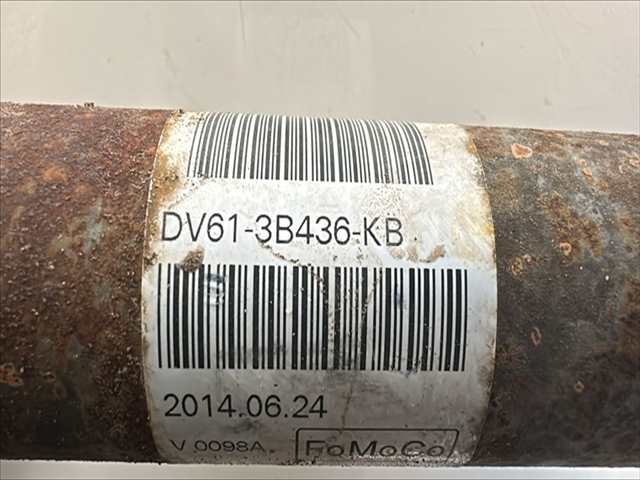 DV61-3B436-KB
2014.06.24
V 0098A. FoMoCo